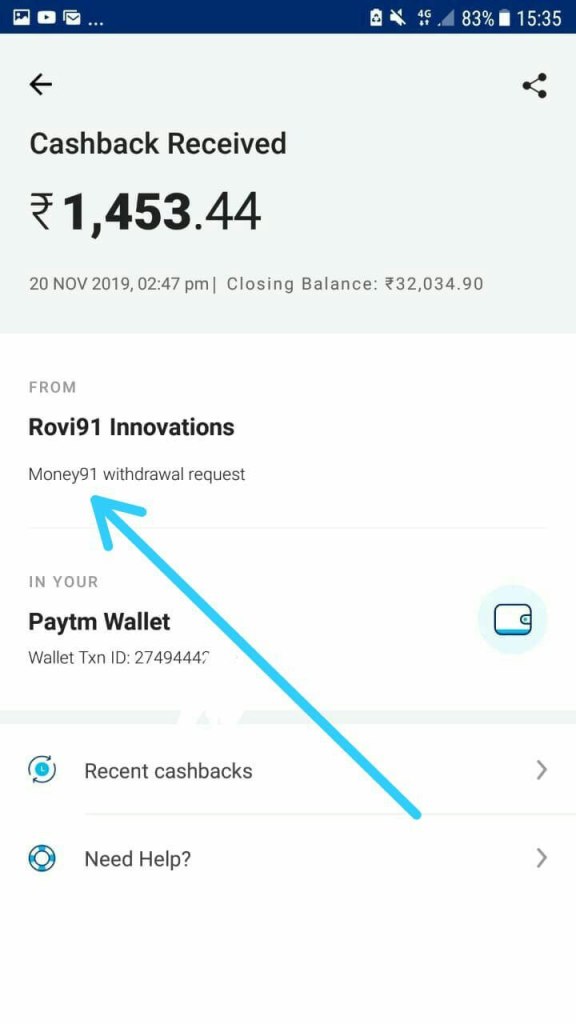 ... 4G 83% 15:35
Cashback Received
₹1,453.44
20 NOV 2019, 02:47 pm| Closing Balance: ₹32,034.90
FROM
Rovi91 Innovations
Money91 withdrawal request
IN YOUR
Paytm Wallet
Wallet Txn ID: 2749444
Recent cashbacks
Need Help?